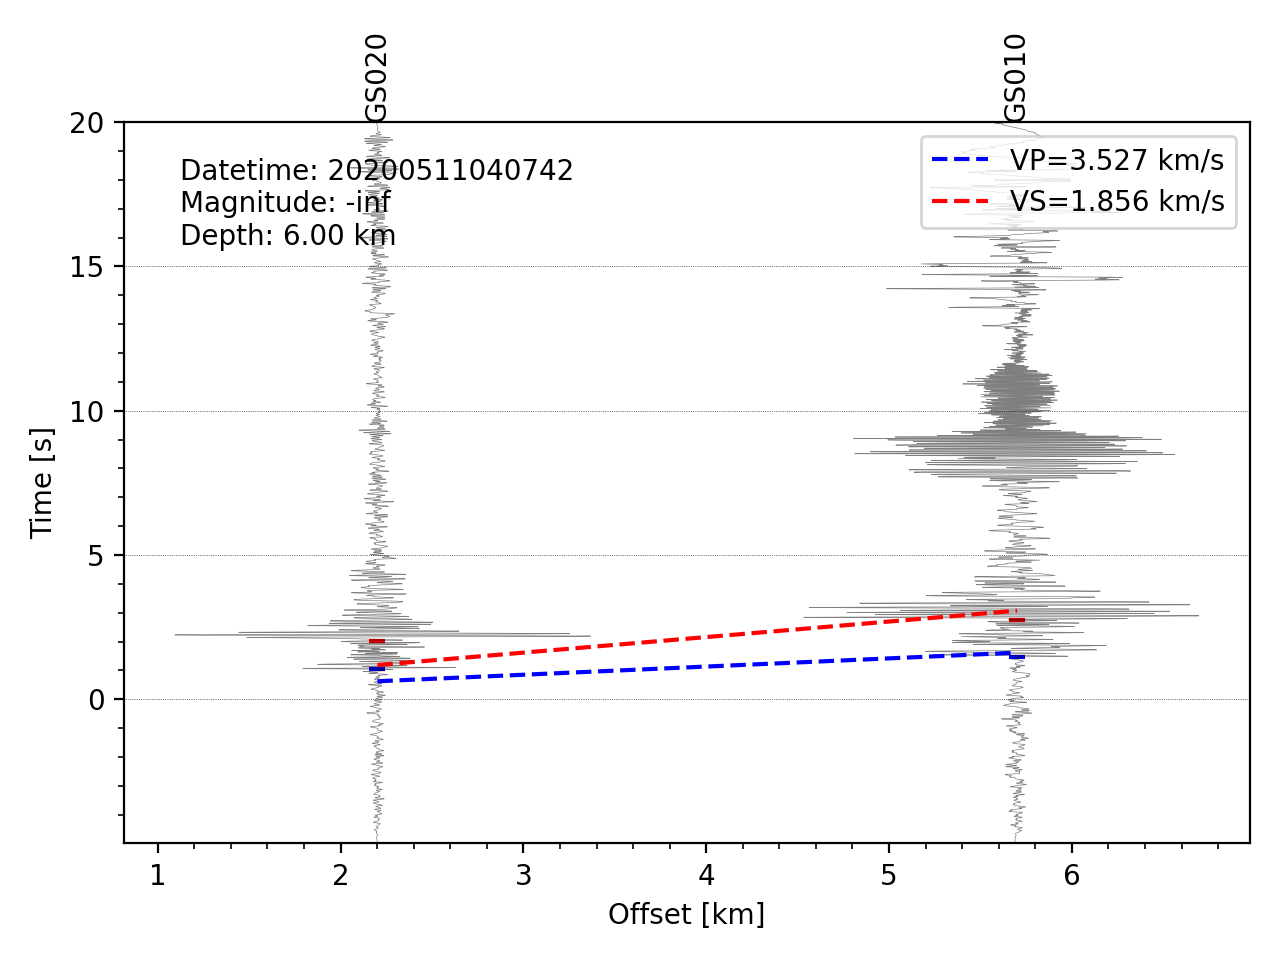 GS020
GS010
Datetime: 20200511040742
Magnitude: -inf
Depth: 6.00 km
VP=3.527 km/s
VS=1.856 km/s
20
15
10
5
0
Time [s]
1 2 3 4 5 6
Offset [km]